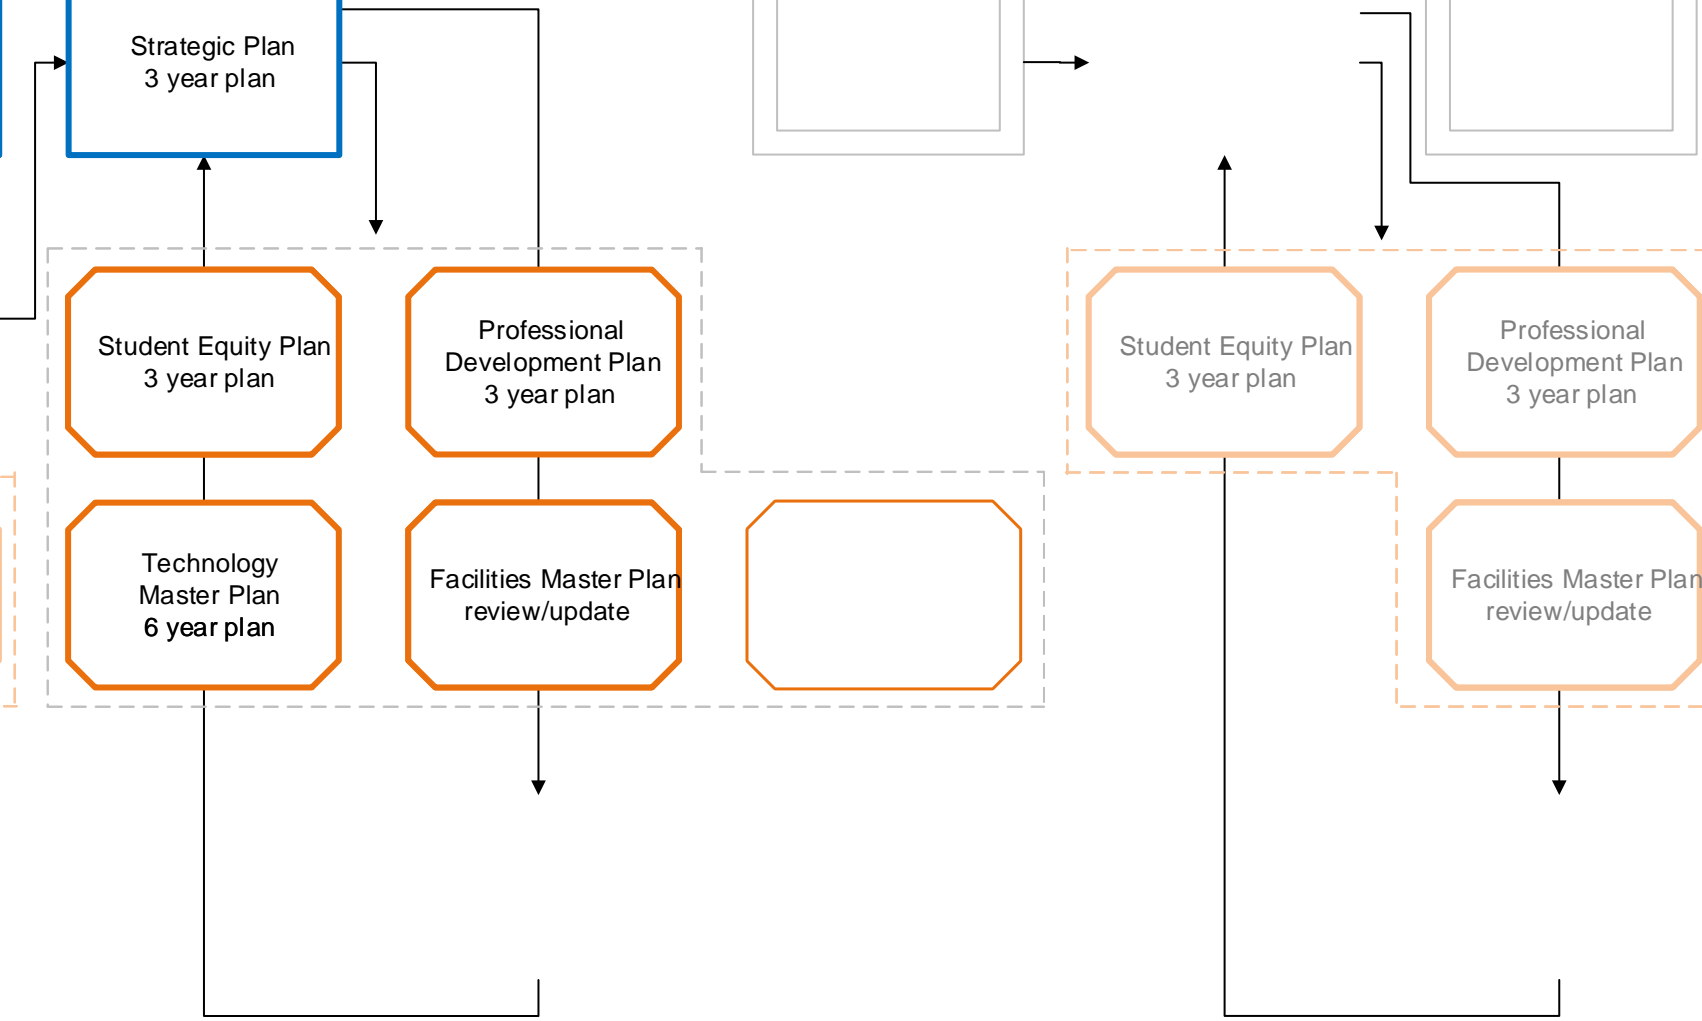 Strategic Plan
3 year plan
Student Equity Plan
3 year plan
Professional
Development Plan
3 year plan
Student Equity Plan
3 year plan
Professional
Development Plan
3 year plan
Technology
Master Plan
6 year plan
Facilities Master Plan
review/update
Facilities Master Plan
review/update